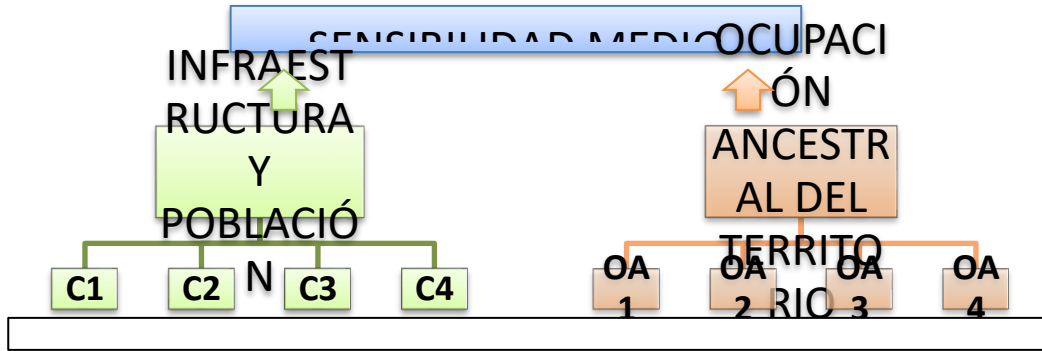 SENSIBILIDAD MEDIO
INFRAEST
RUCTURA
Y
POBLACIÓ
N
OCUPACI
ÓN
ANCESTR
AL DEL
TERRITO
RIO
C1
C2
C3
C4
OA
1
OA
2
OA
3
OA
4